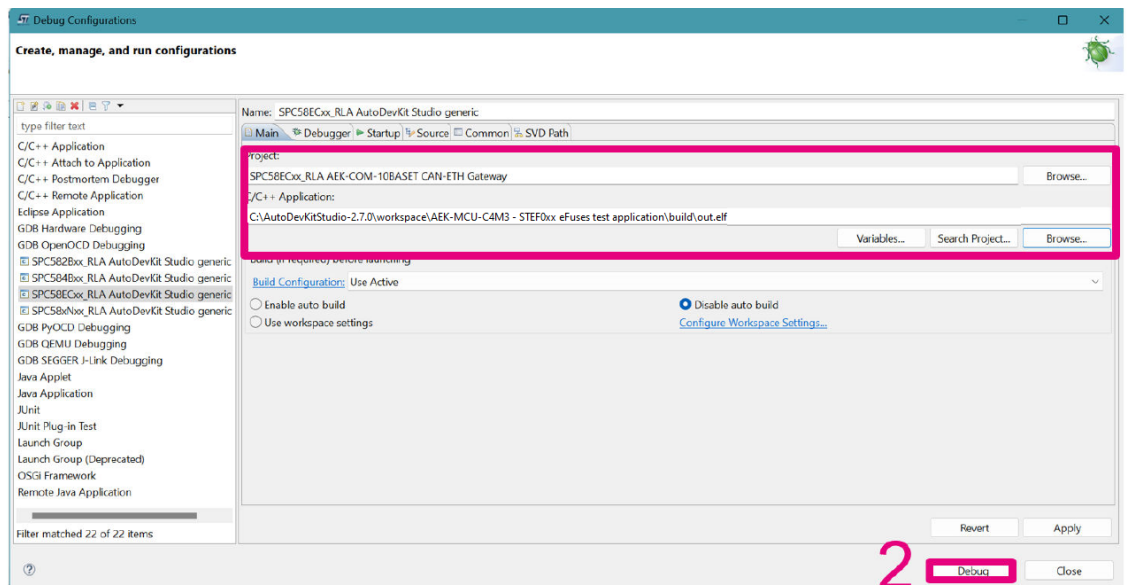 Debug Configurations
Create, manage, and run configurations
type filter text
C/C++ Application
C/C++ Attach to Application
C/C++ Postmortem Debugger
C/C++ Remote Application
Eclipse Application
GDB Hardware Debugging
GDB OpenOCD Debugging
SPC582Bxx_RLA AutoDevKit Studio generic
SPC584Bxx_RLA AutoDevKit Studio generic
SPC58ECxx_RLA AutoDevKit Studio generic
SPC58xNxx_RLA AutoDevKit Studio generic
GDB PyOCD Debugging
GDB QEMU Debugging
GDB SEGGER J-Link Debugging
Java Applet
Java Application
JUnit
JUnit Plug-in Test
Launch Group
Launch Group (Deprecated)
OSGi Framework
Remote Java Application
Filter matched 22 of 22 items
Name: SPC58ECxx_RLA AutoDevKit Studio generic
Main Debugger Startup Source Common SVD Path
Project:
SPC58ECxx_RLA AEK-COM-10BASET CAN-ETH Gateway Browse...
C/C++ Application:
C:\AutoDevKitStudio-2.7.0\workspace\AEK-MCU-C4M3 - STEF0xx eFuses test application\build\out.elf
Variables... Search Project... Browse...
Build (if required) before launching
Build Configuration: Use Active
Enable auto build Disable auto build
Use workspace settings Configure Workspace Settings...
Revert Apply
2 Debug Close